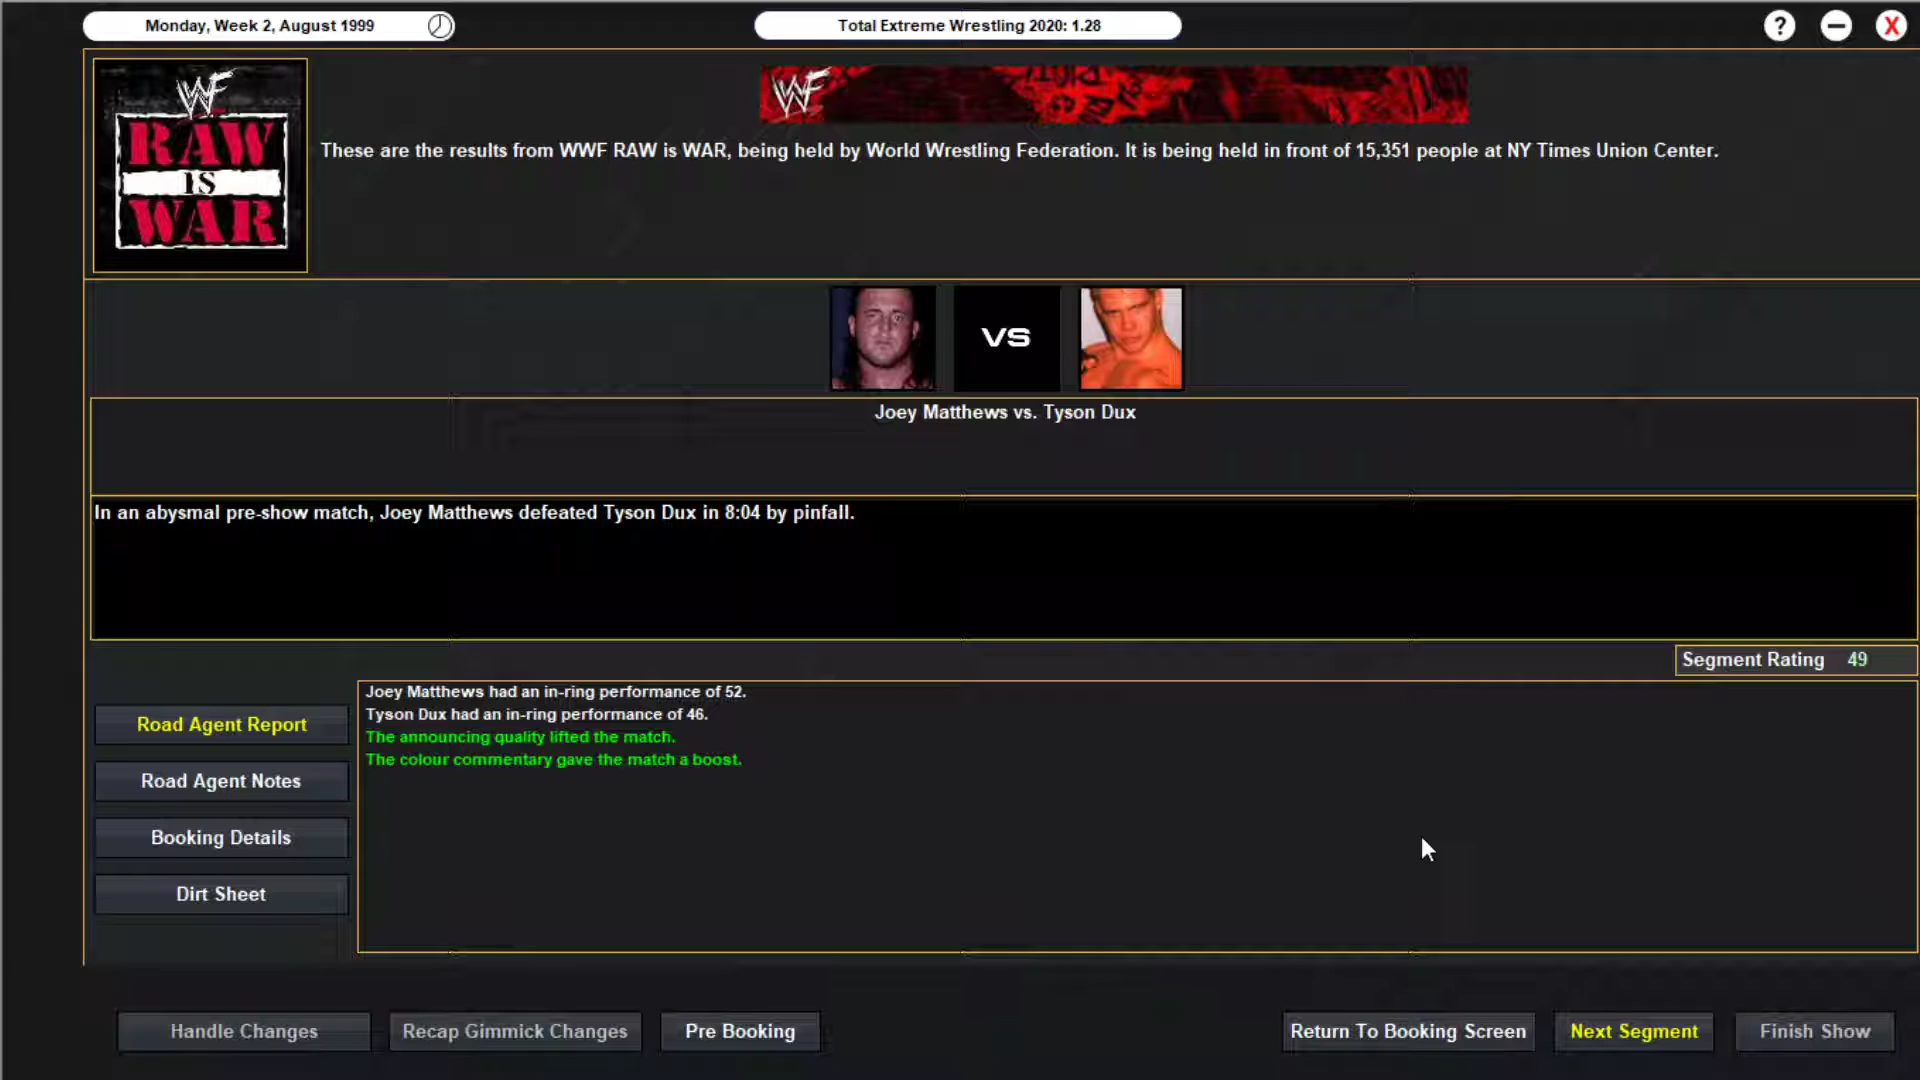 Monday, Week 2, August 1999
Total Extreme Wrestling 2020: 1.28
?
X
WF
RAW
IS
WAR
WF
These are the results from WWF RAW is WAR, being held by World Wrestling Federation. It is being held in front of 15,351 people at NY Times Union Center.
VS
Joey Matthews vs. Tyson Dux
In an abysmal pre-show match, Joey Matthews defeated Tyson Dux in 8:04 by pinfall.
Segment Rating 49
Joey Matthews had an in-ring performance of 52.
Tyson Dux had an in-ring performance of 46.
The announcing quality lifted the match.
The colour commentary gave the match a boost.
Road Agent Report
Road Agent Notes
Booking Details
Dirt Sheet
Handle Changes
Recap Gimmick Changes
Pre Booking
Return To Booking Screen
Next Segment
Finish Show